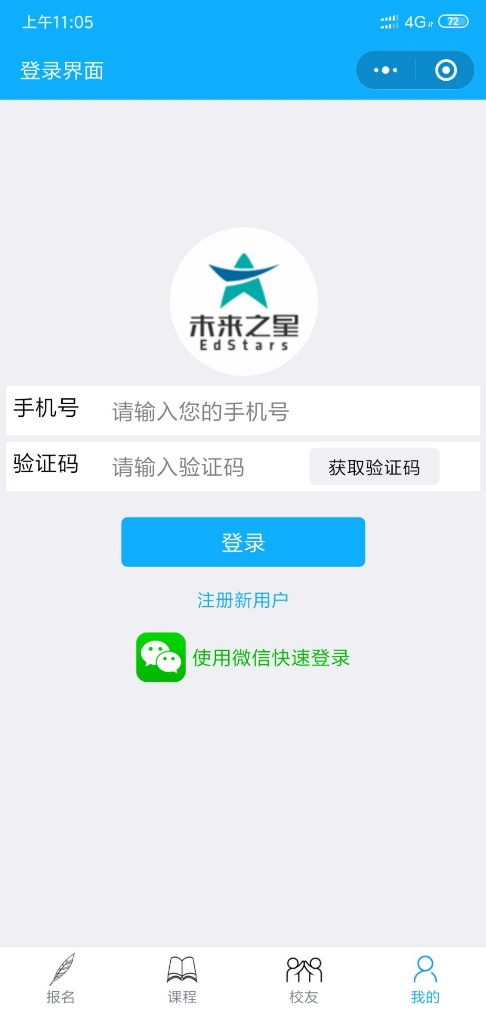 上午11:05
4G
72
登录界面
未来之星
EdStars
手机号
请输入您的手机号
验证码
请输入验证码
获取验证码
登录
注册新用户
使用微信快速登录
报名
课程
校友
我的